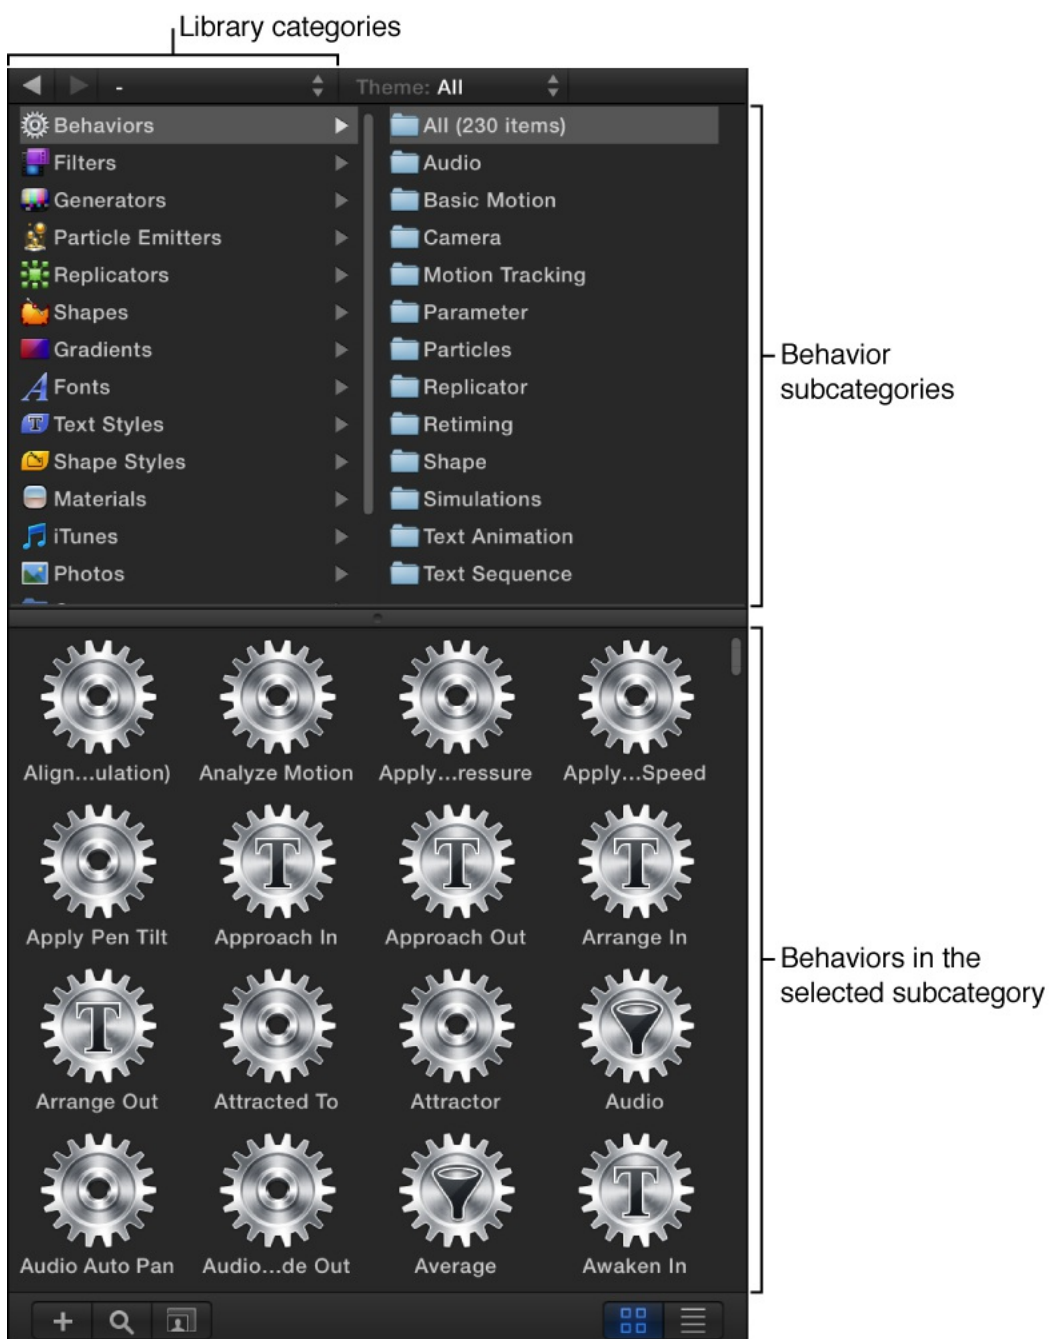 Library categories
-
Theme: All
Behaviors
Filters
Generators
Particle Emitters
Replicators
Shapes
Gradients
Fonts
Text Styles
Shape Styles
Materials
iTunes
Photos
All (230 items)
Audio
Basic Motion
Camera
Motion Tracking
Parameter
Particles
Replicator
Retiming
Shape
Simulations
Text Animation
Text Sequence
Behavior
subcategories
Align...ulation) Analyze Motion Apply...ressure Apply...Speed
T T T
Apply Pen Tilt Approach In Approach Out Arrange In
T
Arrange Out Attracted To Attractor Audio
T
Audio Auto Pan Audio...de Out Average Awaken In
Behaviors in the
selected subcategory